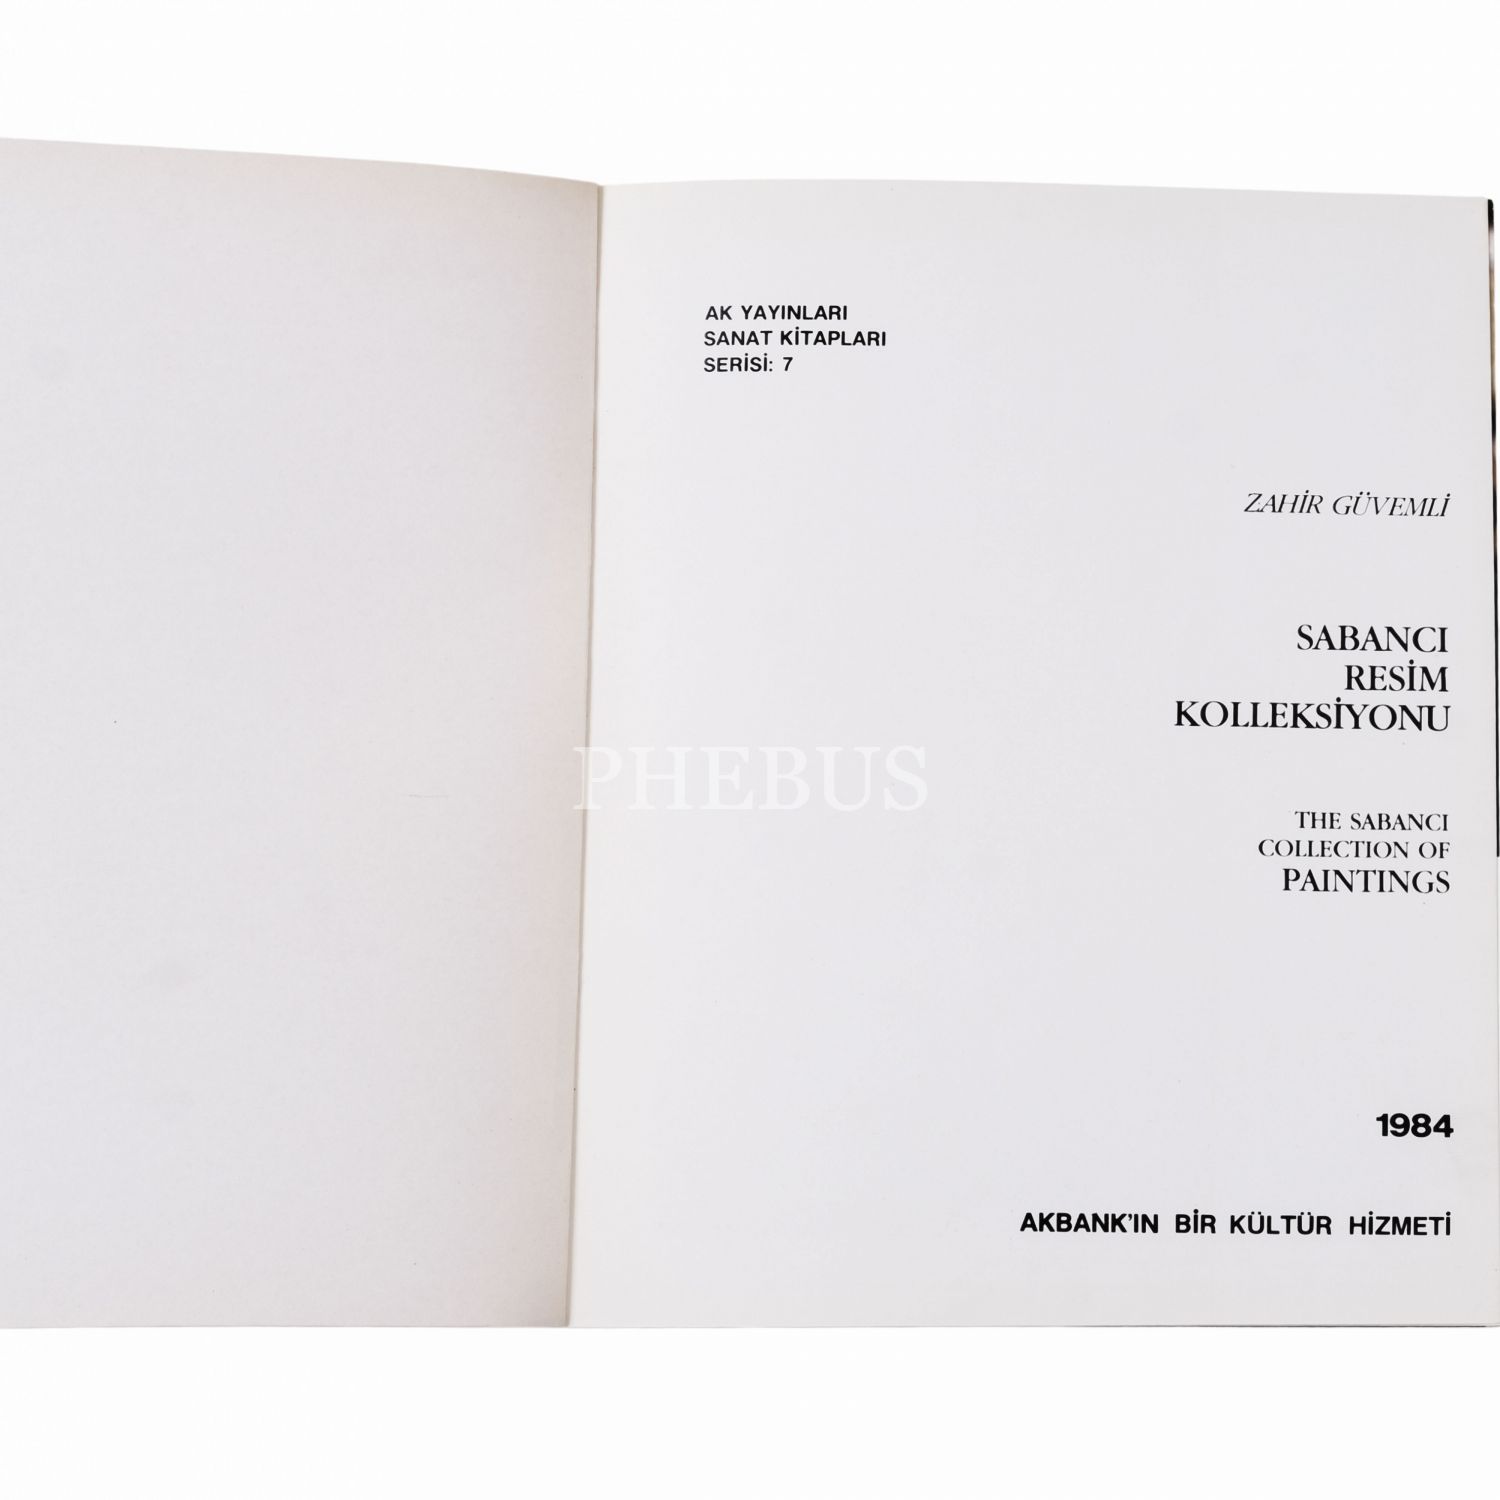 AK YAYINLARI
SANAT KİTAPLARI
SERİSİ: 7
ZAHİR GÜVEMLİ
SABANCI
RESİM
KOLLEKSİYONU
PHEBUS
THE SABANCI
COLLECTION OF
PAINTINGS
1984
AKBANK'IN BİR KÜLTÜR HİZMETİ